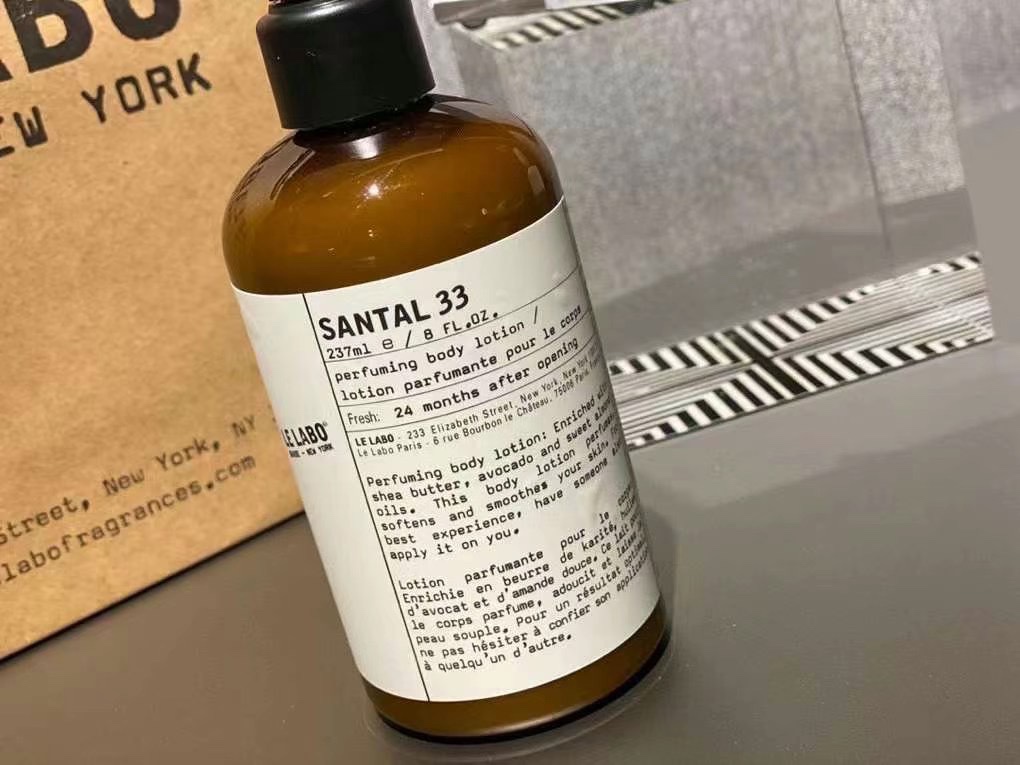 NEW YORK
Street, New York, NY
labofragrances.com
SANTAL 33
237ml e / 8 FL.OZ.
perfuming body lotion /
lotion parfumante pour le corps
Fresh: 24 months after opening
LE LABO - 233 Elizabeth Street, New York, New York
Le Labo Paris - 6 rue Bourbon le Château, 75006 Paris
LE LABO
NEW YORK
Perfuming body lotion: Enriched with
shea butter, avocado and sweet
oils. This body lotion
softens and smoothes your skin.
best experience, have someone
apply it on you.
Lotion parfumante pour le corps
Enrichie en beurre de karité,
d'avocat et d'amande douce. Ce lait
le corps parfume, adoucit et laisse
peau souple. Pour un résultat
ne pas hésiter à confier son application
à quelqu'un d'autre.